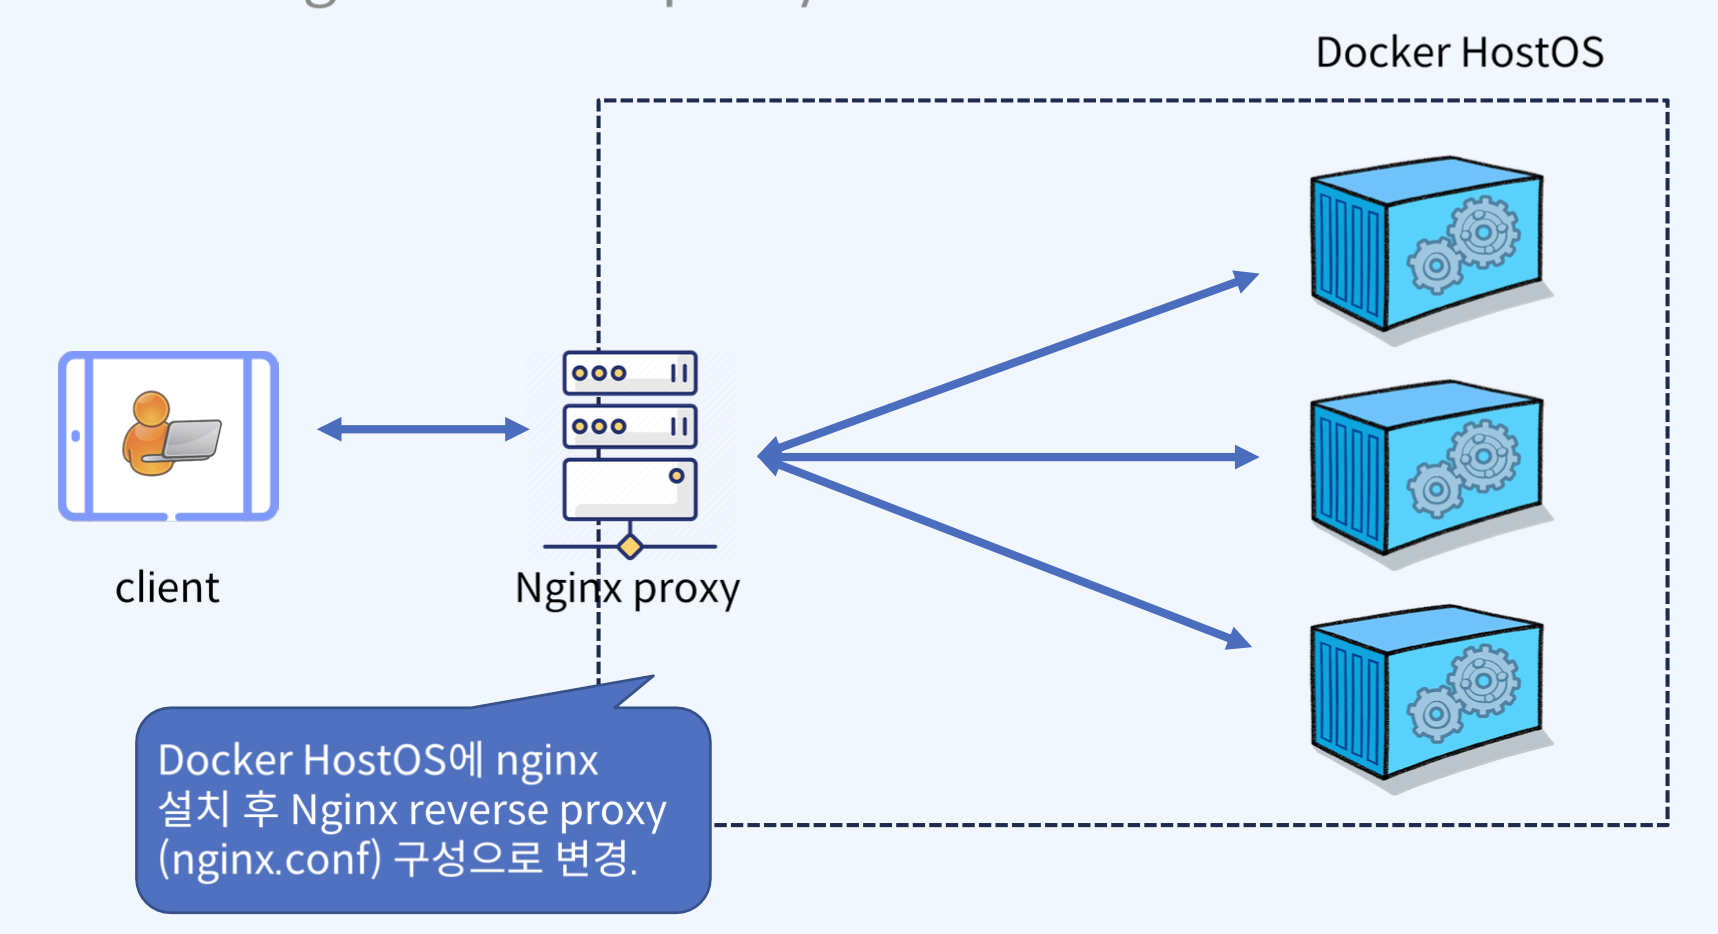 Docker HostOS
client
Nginx proxy
Docker HostOS에 nginx
설치 후 Nginx reverse proxy
(nginx.conf) 구성으로 변경.